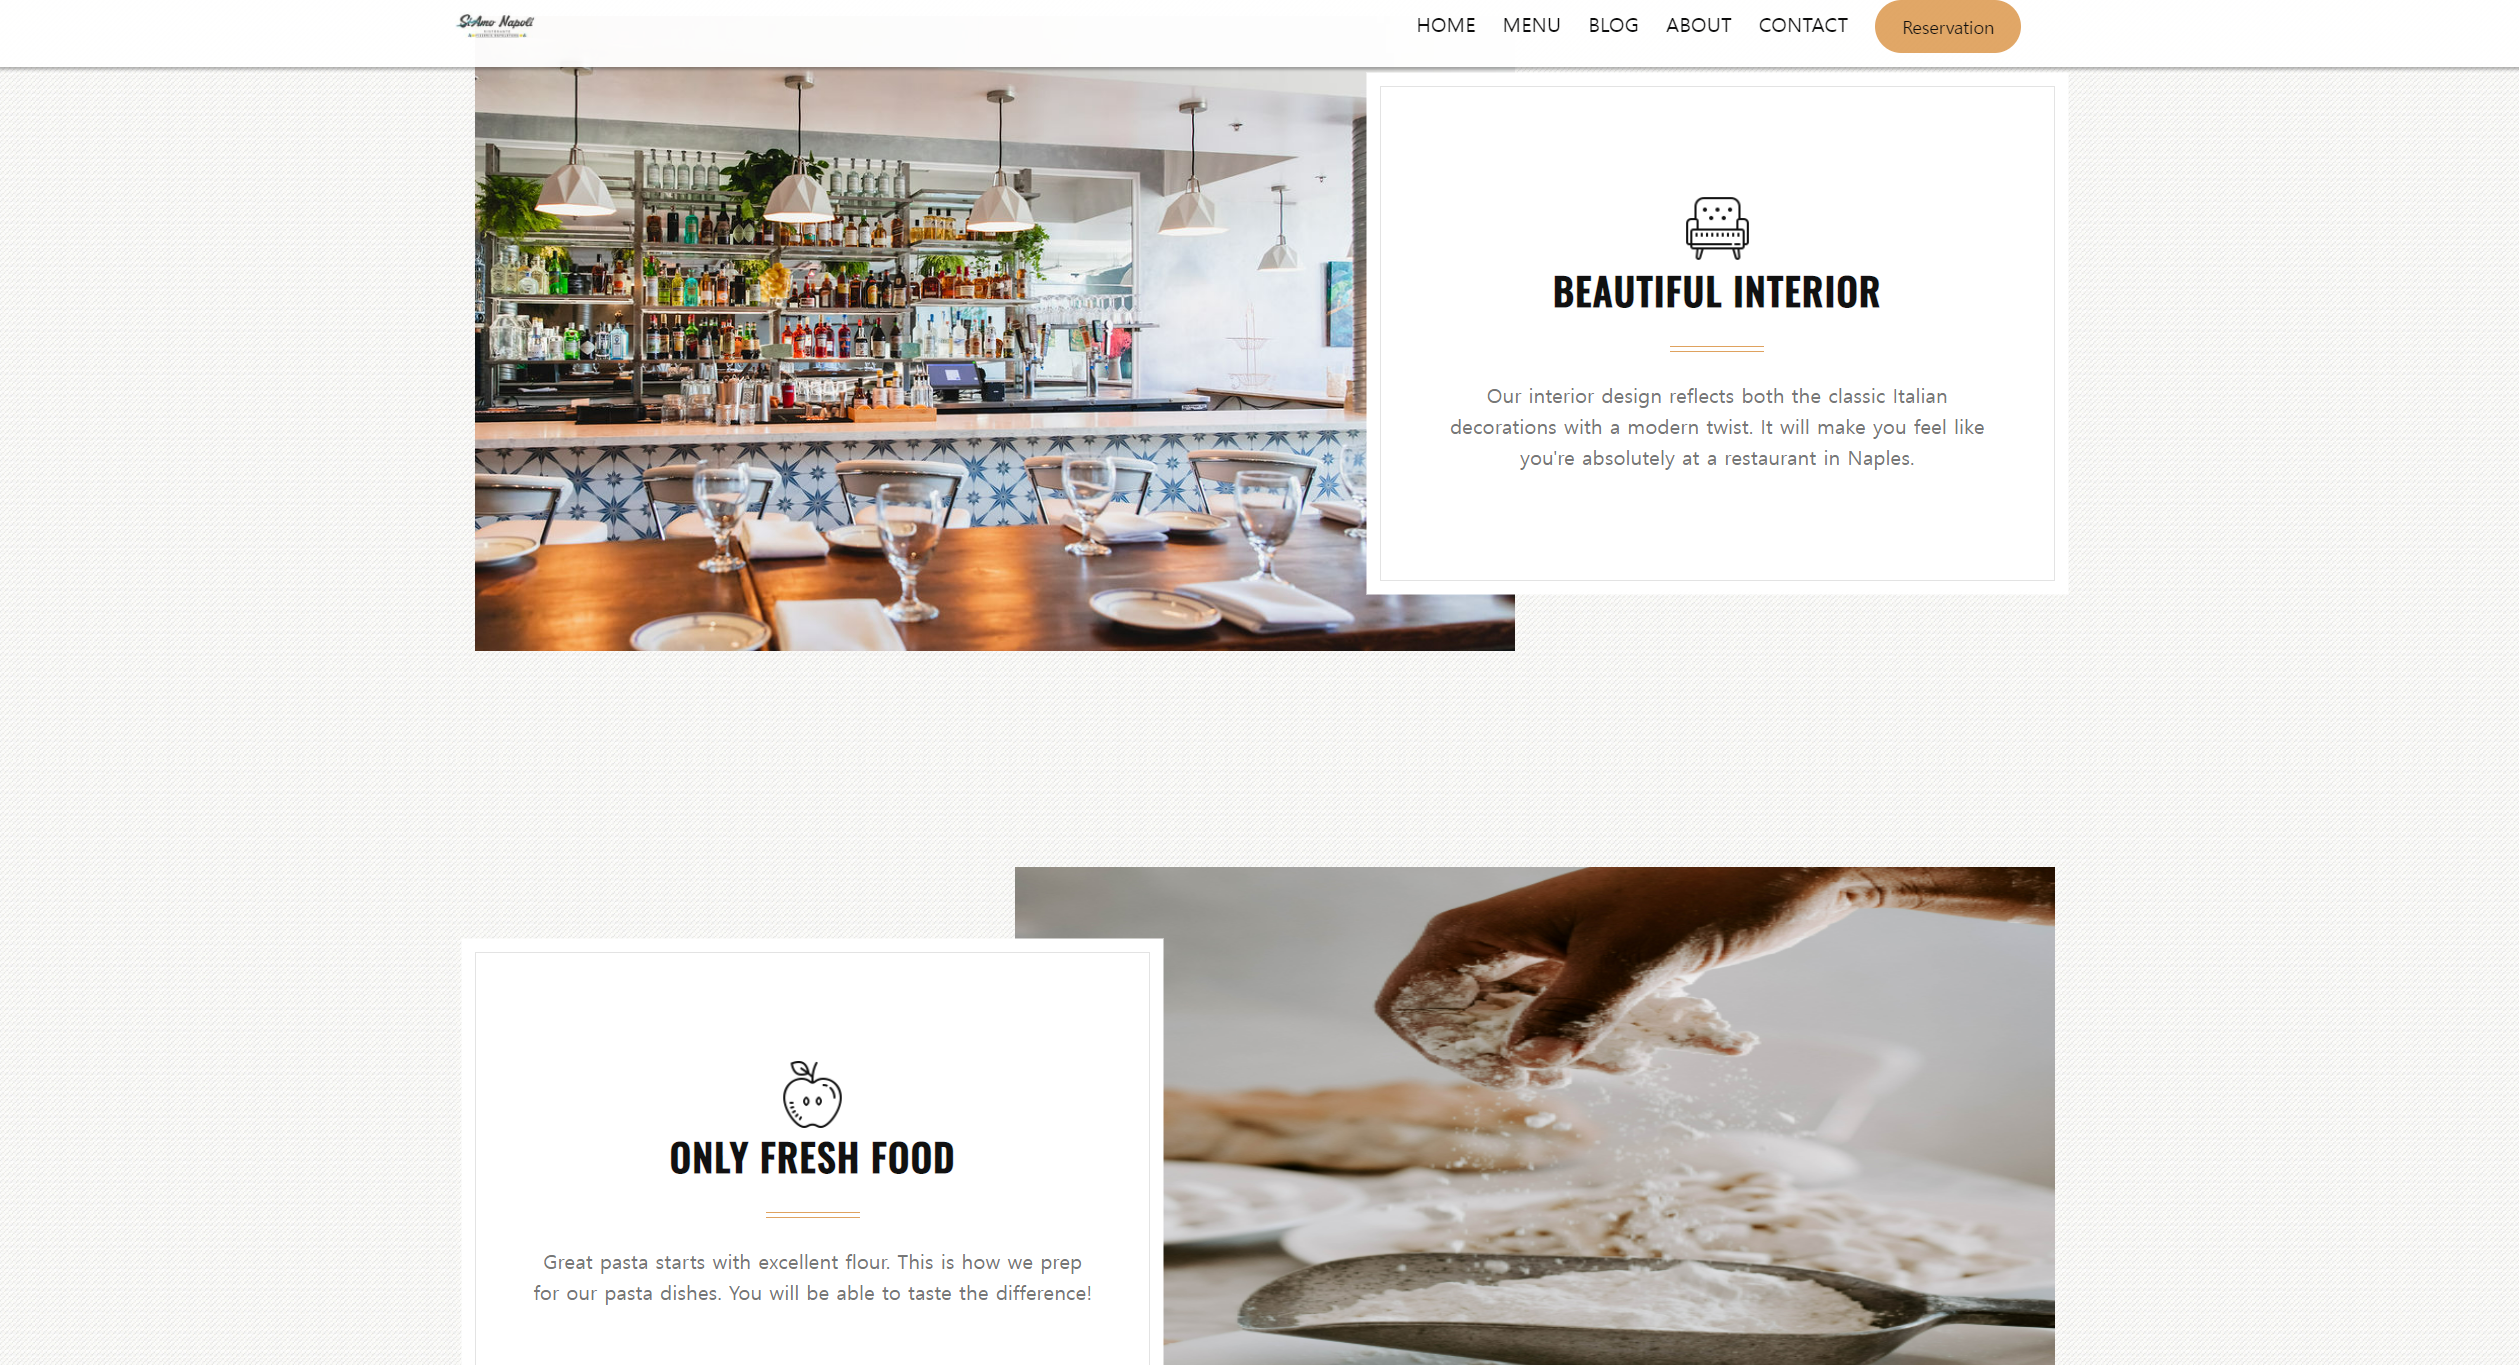 SiAmo Napoli
HOME MENU BLOG ABOUT CONTACT Reservation
BEAUTIFUL INTERIOR
Our interior design reflects both the classic Italian
decorations with a modern twist. It will make you feel like
you're absolutely at a restaurant in Naples.
ONLY FRESH FOOD
Great pasta starts with excellent flour. This is how we prep
for our pasta dishes. You will be able to taste the difference!